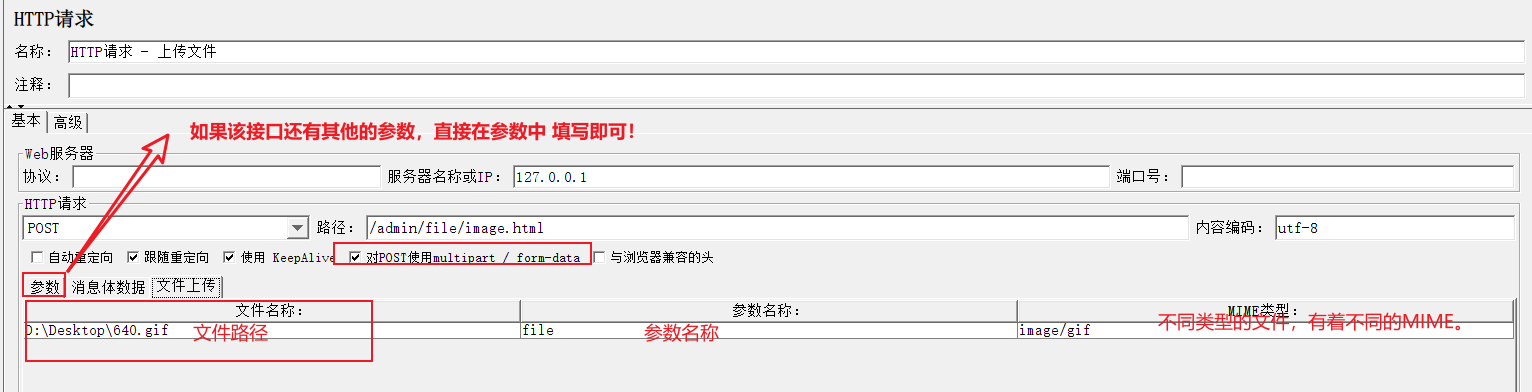 HTTP请求
名称： HTTP请求 - 上传文件
注释：
基本 高级
如果该接口还有其他的参数，直接在参数中 填写即可！
Web服务器
协议： 服务器名称或IP： 127.0.0.1 端口号：
HTTP请求
POST 路径： /admin/file/image.html 内容编码： utf-8
自动重定向 跟随重定向 使用 KeepAlive 对POST使用multipart / form-data 与浏览器兼容的头
参数 消息体数据 文件上传
文件名称： 参数名称： MIME类型：
D:\Desktop\640.gif 文件路径 file 参数名称 image/gif 不同类型的文件，有着不同的MIME。